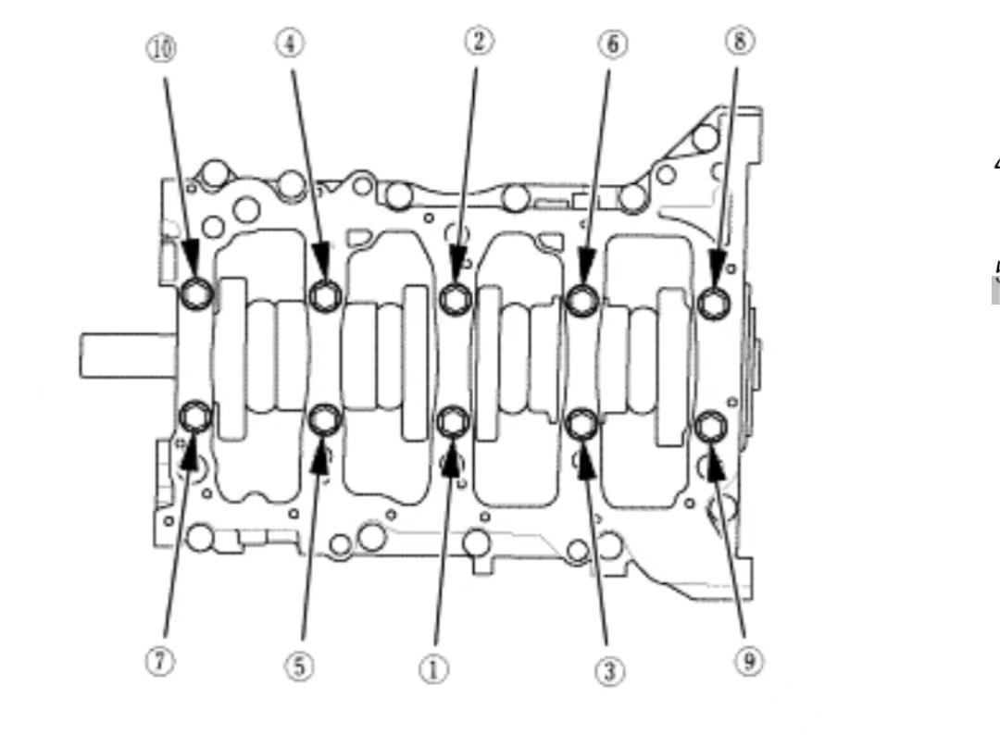 ⑩ ④ ② ⑥ ⑧
⑦ ⑤ ① ③ ⑨